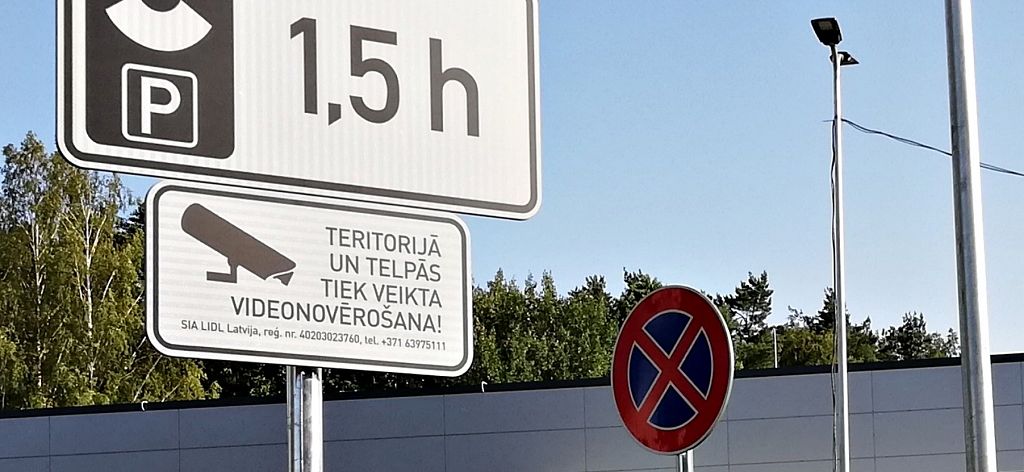 P
1,5 h
TERITORIJĀ
UN TELPĀS
TIEK VEIKTA
VIDEONOVĒROŠANA!
SIA LIDL Latvija, reģ. nr. 40203023760, tel. +371 63975111